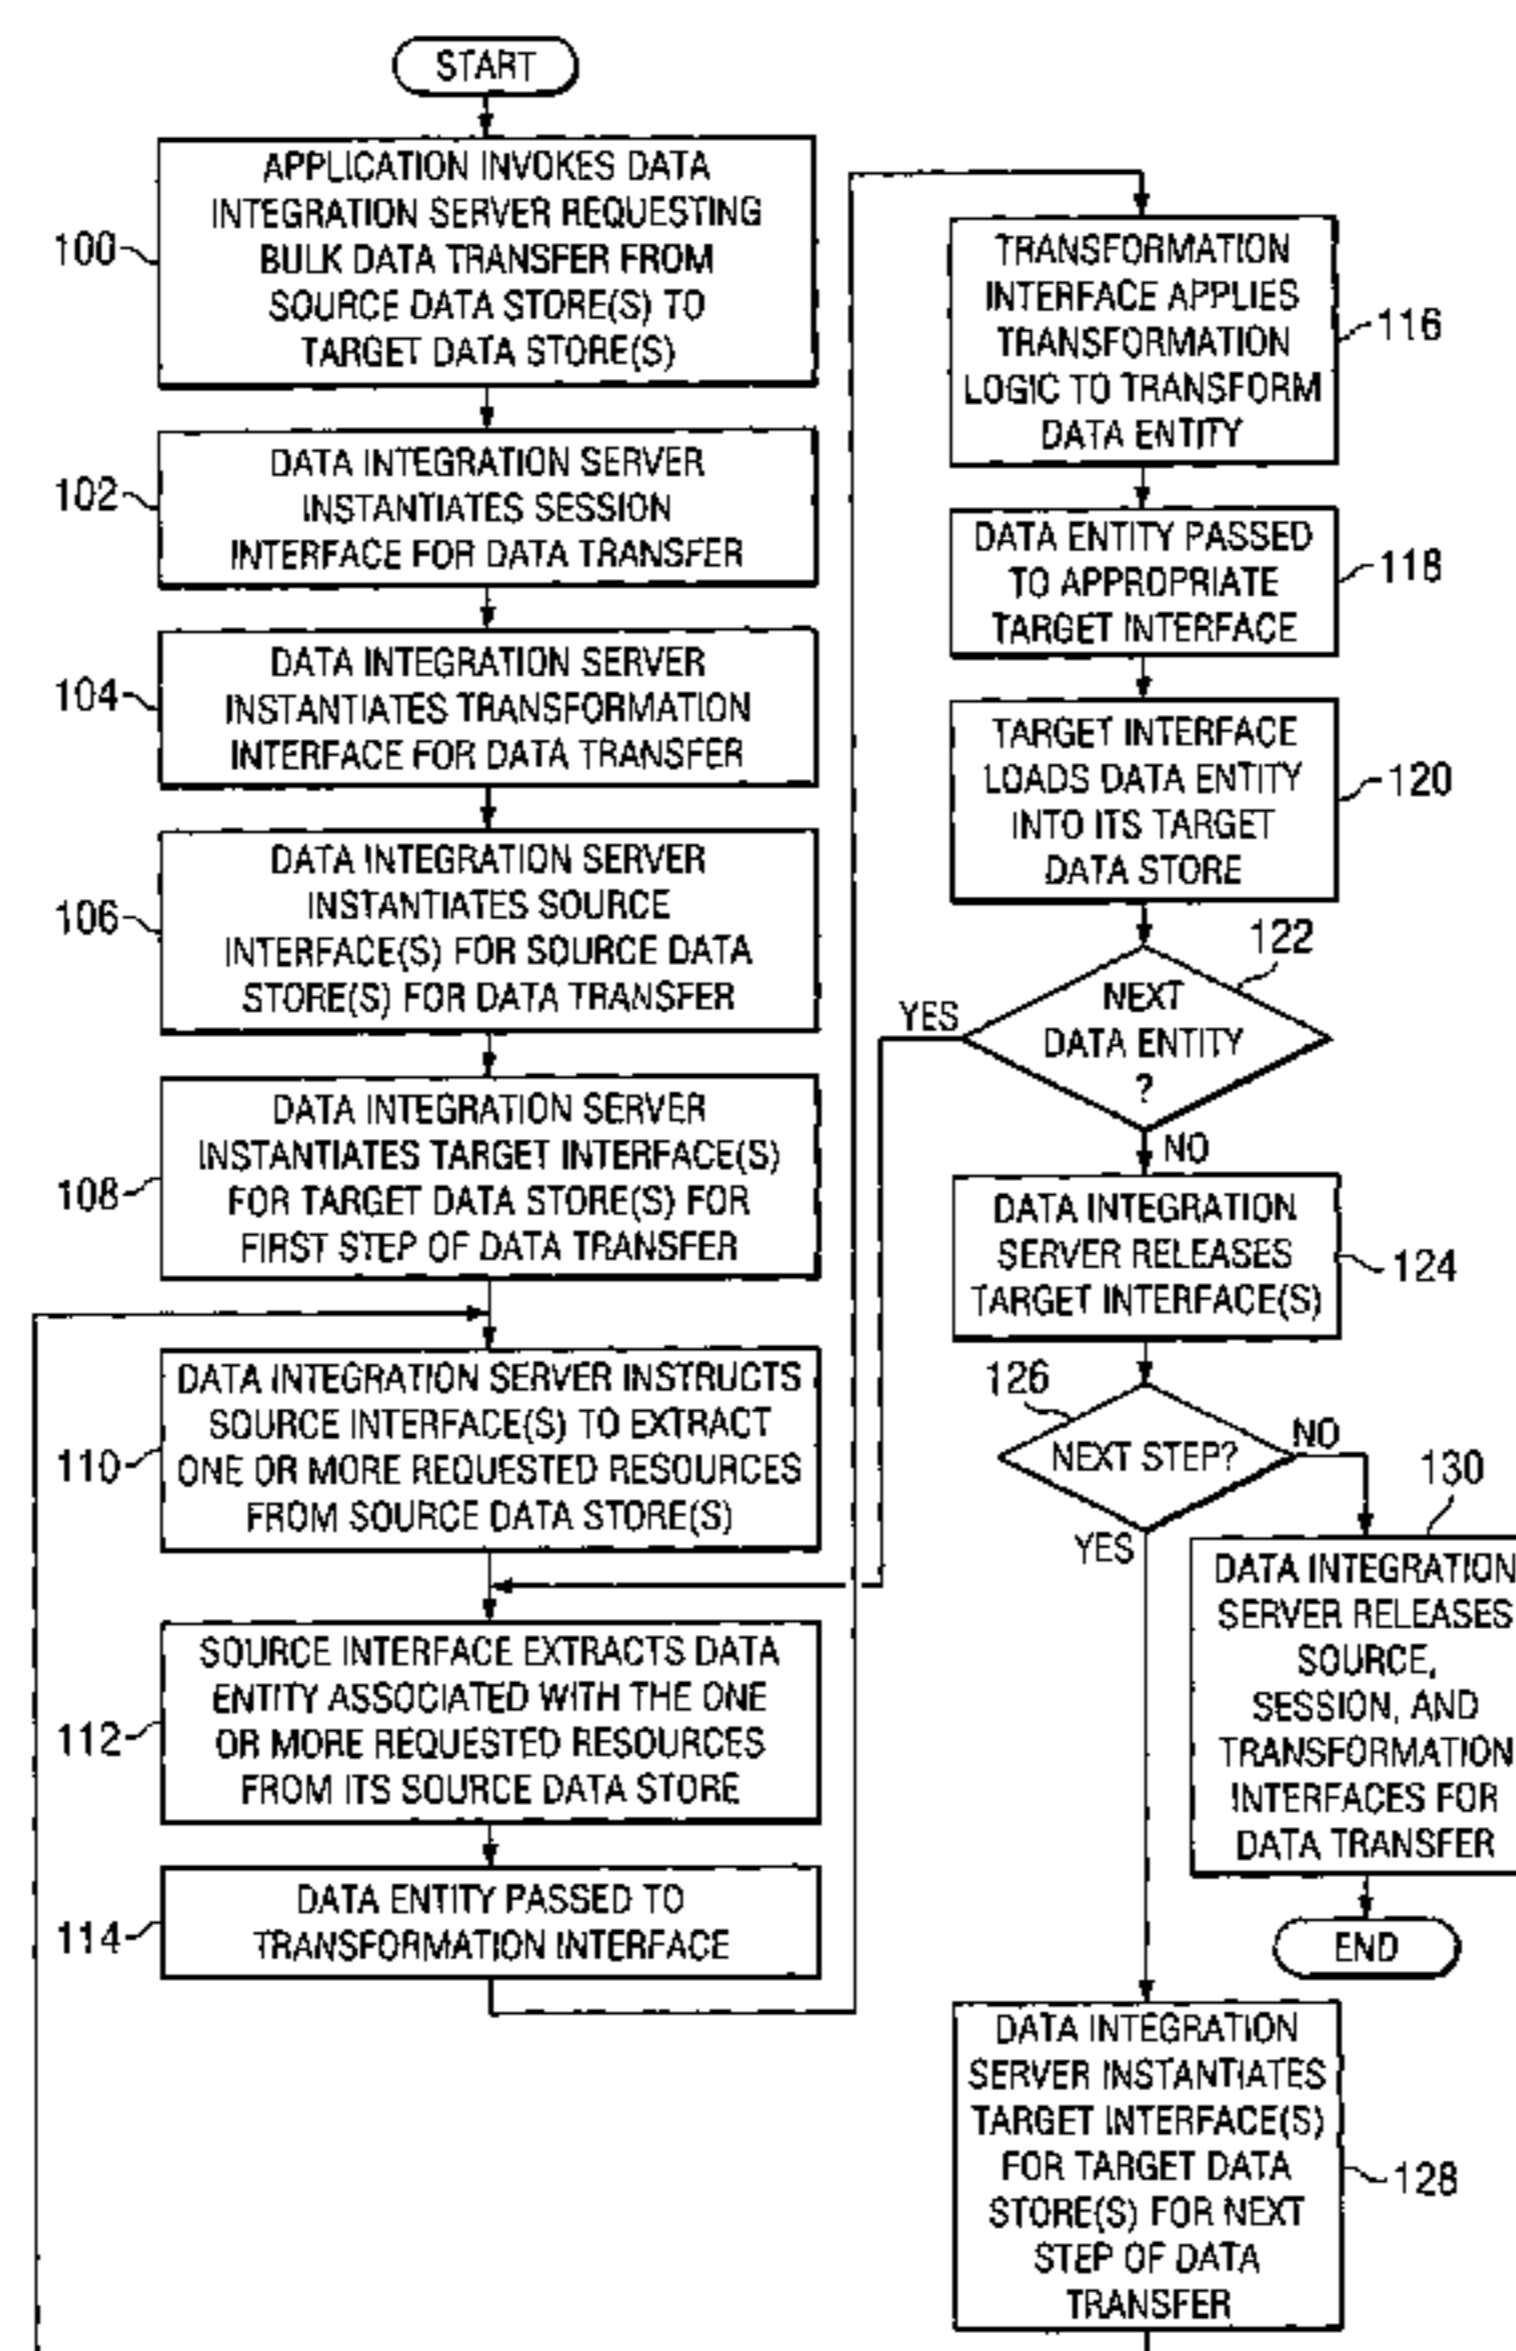 START
100
APPLICATION INVOKES DATA
INTEGRATION SERVER REQUESTING
BULK DATA TRANSFER FROM
SOURCE DATA STORE(S) TO
TARGET DATA STORE(S)
102
DATA INTEGRATION SERVER
INSTANTIATES SESSION
INTERFACE FOR DATA TRANSFER
104
DATA INTEGRATION SERVER
INSTANTIATES TRANSFORMATION
INTERFACE FOR DATA TRANSFER
106
DATA INTEGRATION SERVER
INSTANTIATES SOURCE
INTERFACE(S) FOR SOURCE DATA
STORE(S) FOR DATA TRANSFER
108
DATA INTEGRATION SERVER
INSTANTIATES TARGET INTERFACE(S)
FOR TARGET DATA STORE(S) FOR
FIRST STEP OF DATA TRANSFER
110
DATA INTEGRATION SERVER INSTRUCTS
SOURCE INTERFACE(S) TO EXTRACT
ONE OR MORE REQUESTED RESOURCES
FROM SOURCE DATA STORE(S)
112
SOURCE INTERFACE EXTRACTS DATA
ENTITY ASSOCIATED WITH THE ONE
OR MORE REQUESTED RESOURCES
FROM ITS SOURCE DATA STORE
114
DATA ENTITY PASSED TO
TRANSFORMATION INTERFACE
TRANSFORMATION
INTERFACE APPLIES
TRANSFORMATION
LOGIC TO TRANSFORM
DATA ENTITY
116
DATA ENTITY PASSED
TO APPROPRIATE
TARGET INTERFACE
118
TARGET INTERFACE
LOADS DATA ENTITY
INTO ITS TARGET
DATA STORE
120
122
NEXT
DATA ENTITY
?
YES
NO
DATA INTEGRATION
SERVER RELEASES
TARGET INTERFACE(S)
124
126
NEXT STEP?
NO
YES
130
DATA INTEGRATION
SERVER RELEASES
SOURCE,
SESSION, AND
TRANSFORMATION
INTERFACES FOR
DATA TRANSFER
END
DATA INTEGRATION
SERVER INSTANTIATES
TARGET INTERFACE(S)
FOR TARGET DATA
STORE(S) FOR NEXT
STEP OF DATA
TRANSFER
128